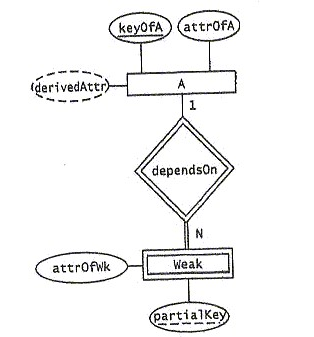 keyOfA
attrOfA
derivedAttr
A
1
dependsOn
N
attrOfWk
Weak
partialKey